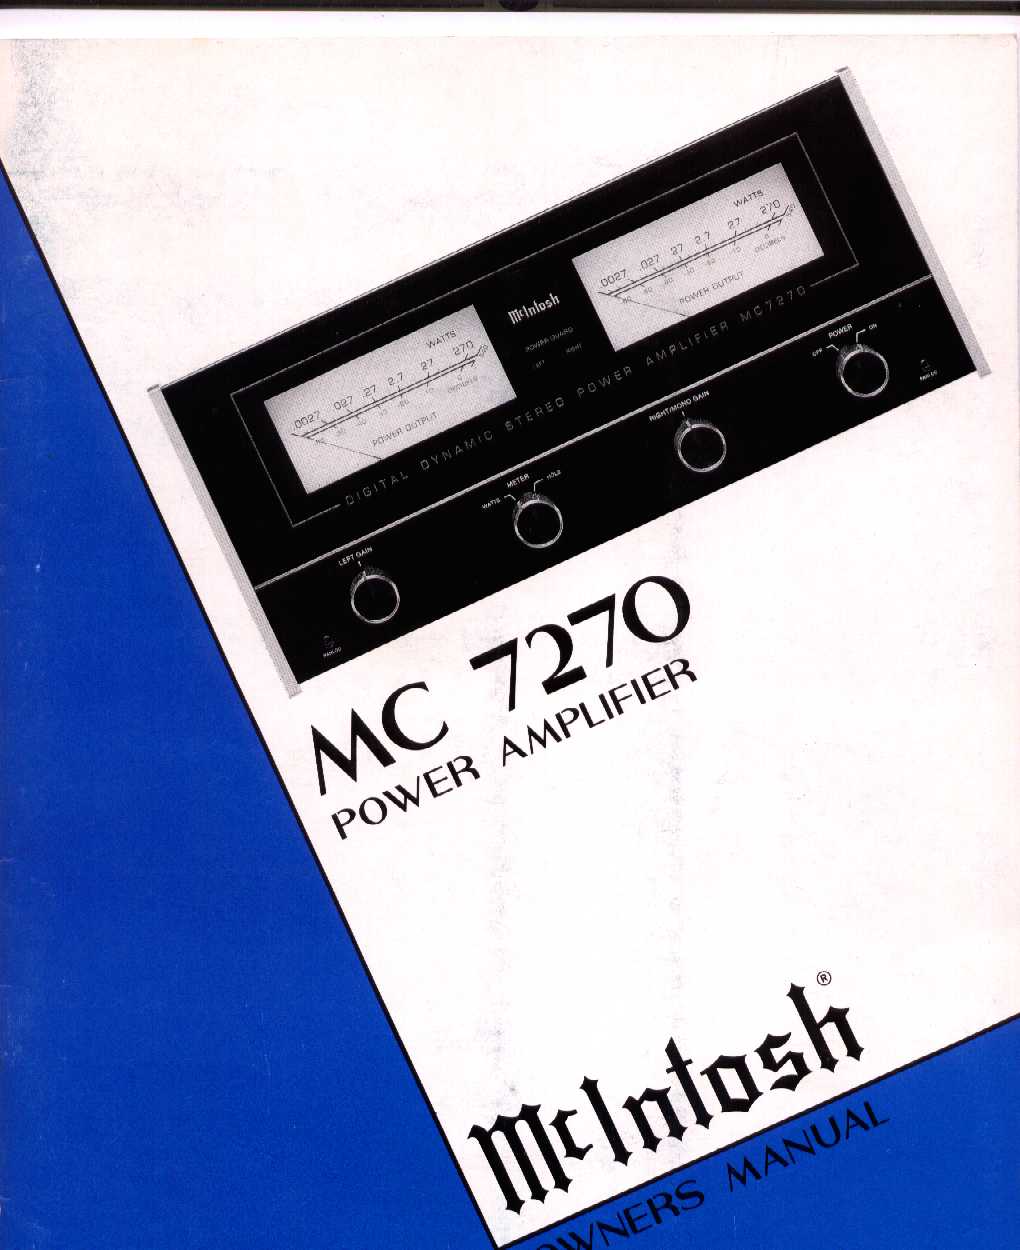 WATTS
.0027 .027 .27 2.7 27 270
DECIBELS
POWER OUTPUT
McIntosh
POWER GUARD
LEFT RIGHT
WATTS
.0027 .027 .27 2.7 27 270
DECIBELS
POWER OUTPUT
DIGITAL DYNAMIC STEREO POWER AMPLIFIER MC7270
LEFT GAIN
METER
WATTS HOLD
RIGHT/MONO GAIN
POWER
OFF ON
PANLOC
PANLOC
MC 7270
POWER AMPLIFIER
McIntosh®
OWNERS MANUAL